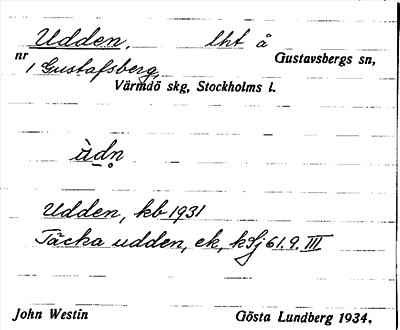 Udden. lht å
nr Gustavsbergs sn,
1 Gustafsberg,
Värmdö skg, Stockholms l.
ùdn̥
Udden, kb 1931
Täcka udden, ek, kSj 61.9.III
John Westin Gösta Lundberg 1934.